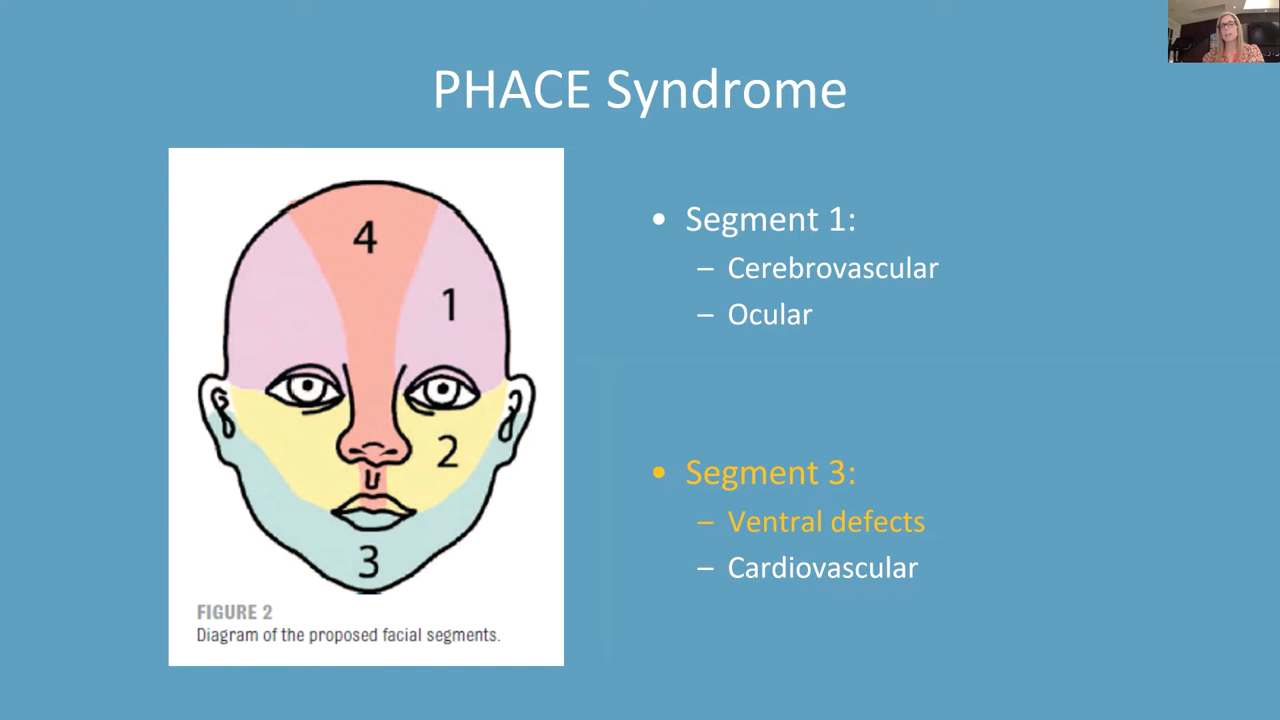 PHACE Syndrome
4
1
2
3
FIGURE 2
Diagram of the proposed facial segments.
• Segment 1:
– Cerebrovascular
– Ocular
• Segment 3:
– Ventral defects
– Cardiovascular